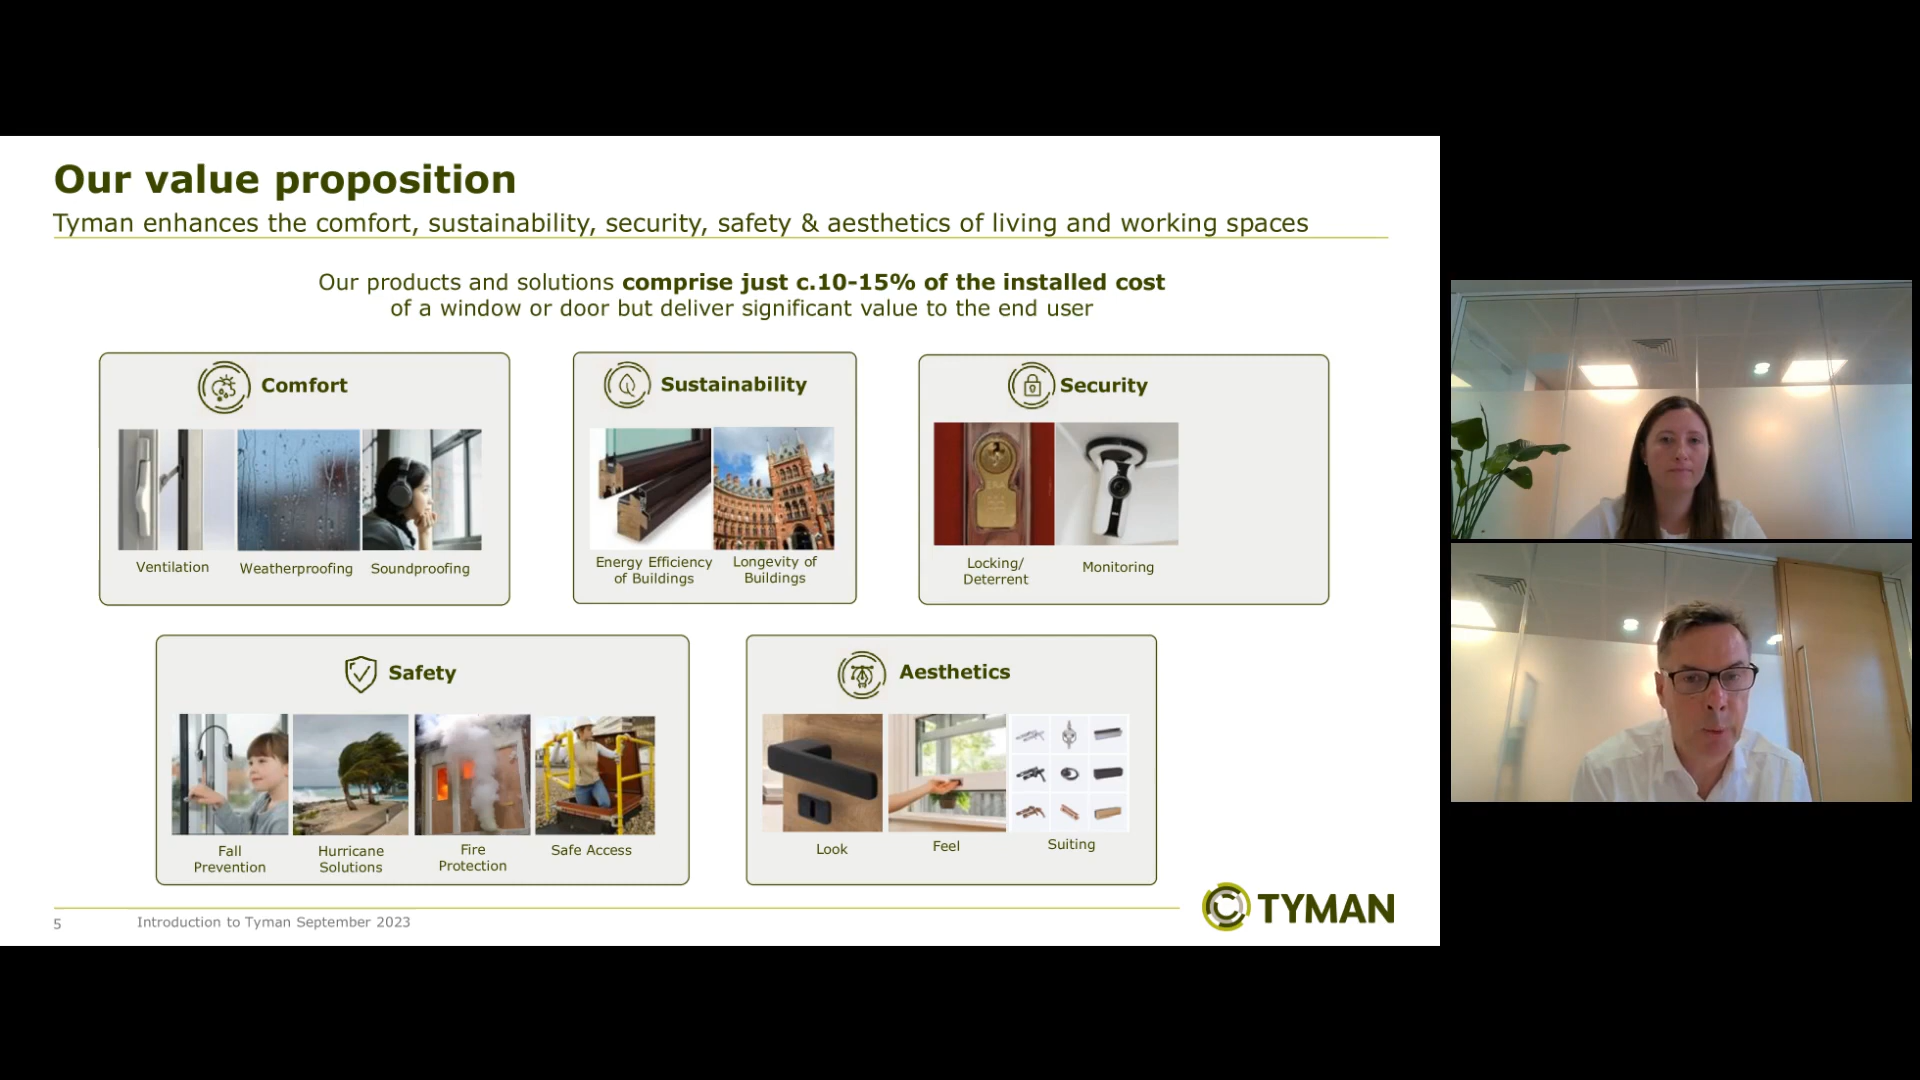 Our value proposition
Tyman enhances the comfort, sustainability, security, safety & aesthetics of living and working spaces
Our products and solutions comprise just c.10-15% of the installed cost
of a window or door but deliver significant value to the end user
Comfort
Ventilation
Weatherproofing
Soundproofing
Sustainability
Energy Efficiency
of Buildings
Longevity of
Buildings
Security
Locking/
Deterrent
Monitoring
Safety
Fall
Prevention
Hurricane
Solutions
Fire
Protection
Safe Access
Aesthetics
Look
Feel
Suiting
5
Introduction to Tyman September 2023
TYMAN